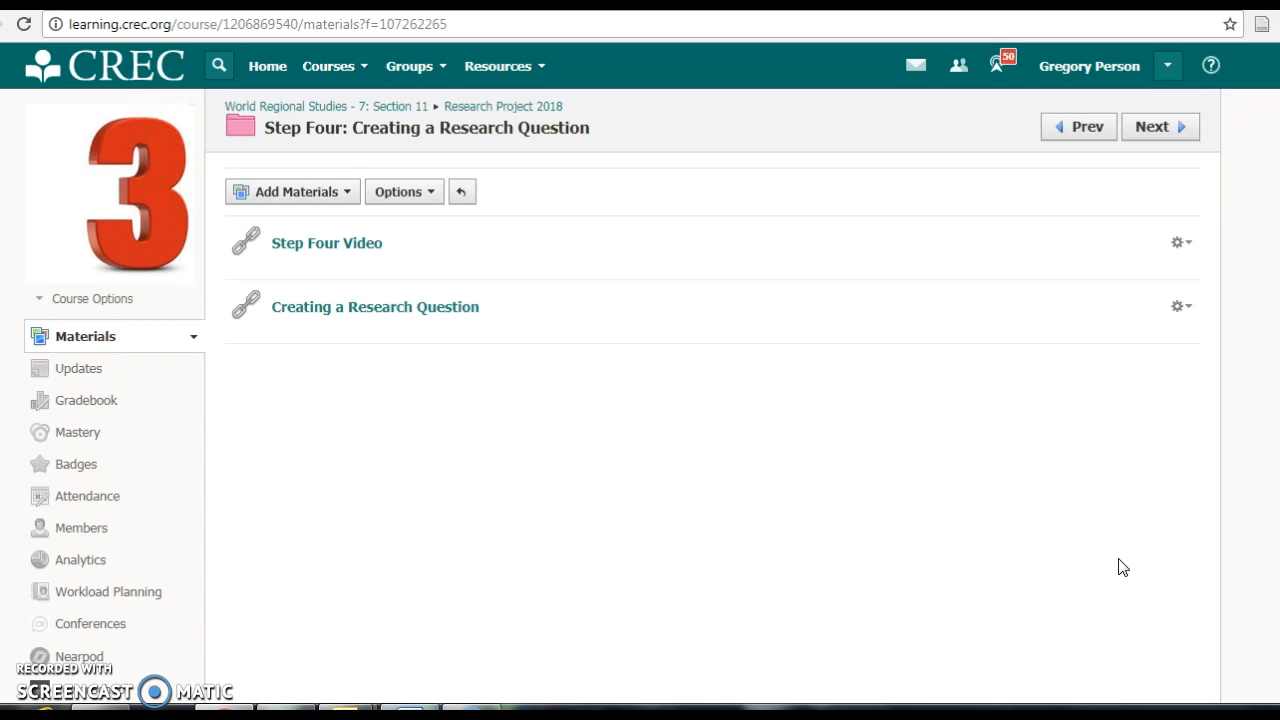 learning.crec.org/course/1206869540/materials?f=107262265
CREC
Home
Courses
Groups
Resources
50
Gregory Person
?
3
World Regional Studies - 7: Section 11 ▸ Research Project 2018
Step Four: Creating a Research Question
Prev
Next
Add Materials
Options
Step Four Video
Creating a Research Question
Course Options
Materials
Updates
Gradebook
Mastery
Badges
Attendance
Members
Analytics
Workload Planning
Conferences
Nearpod
RECORDED WITH
SCREENCAST MATIC